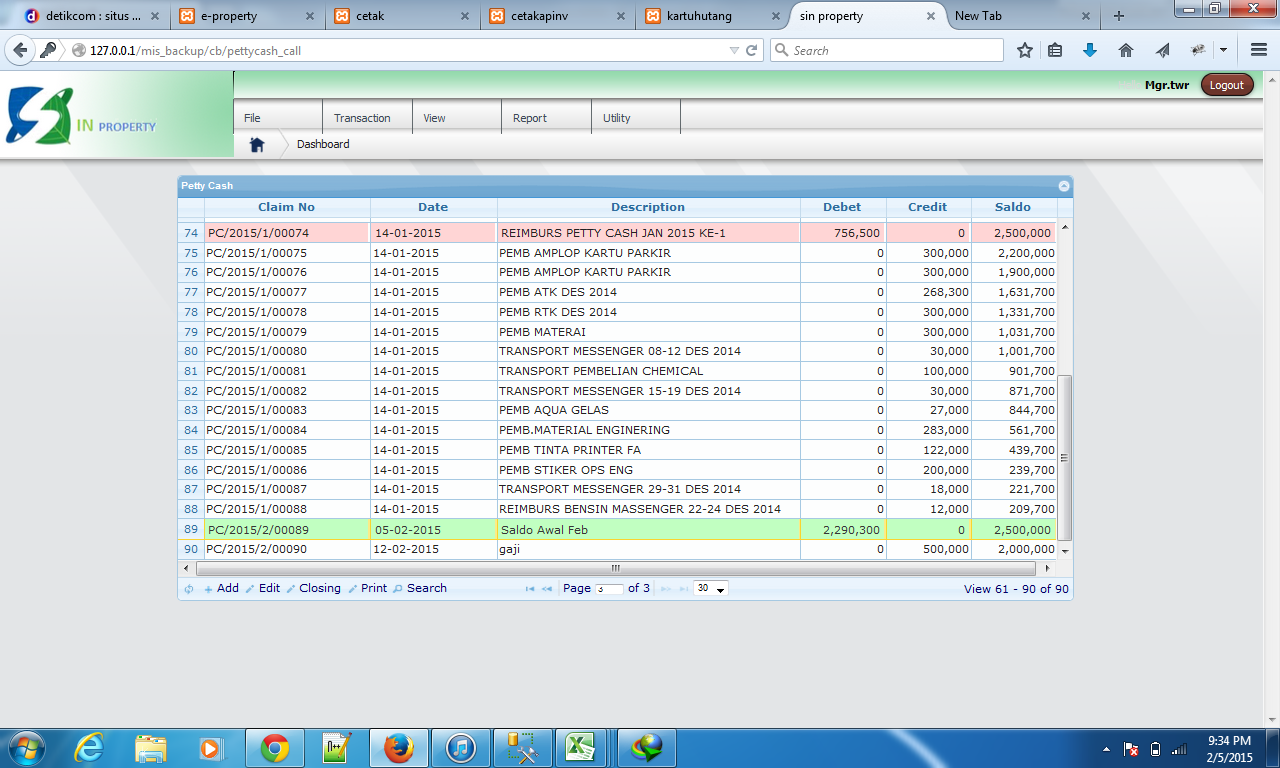 detikcom : situs ...
e-property
cetak
cetakapinv
kartuhutang
sin property
New Tab
127.0.0.1/mis_backup/cb/pettycash_call
Search
Mgr.twr
Logout
IN PROPERTY
File Transaction View Report Utility
Dashboard
Petty Cash
Claim No Date Description Debet Credit Saldo
74 PC/2015/1/00074 14-01-2015 REIMBURS PETTY CASH JAN 2015 KE-1 756,500 0 2,500,000
75 PC/2015/1/00075 14-01-2015 PEMB AMPLOP KARTU PARKIR 0 300,000 2,200,000
76 PC/2015/1/00076 14-01-2015 PEMB AMPLOP KARTU PARKIR 0 300,000 1,900,000
77 PC/2015/1/00077 14-01-2015 PEMB ATK DES 2014 0 268,300 1,631,700
78 PC/2015/1/00078 14-01-2015 PEMB RTK DES 2014 0 300,000 1,331,700
79 PC/2015/1/00079 14-01-2015 PEMB MATERAI 0 300,000 1,031,700
80 PC/2015/1/00080 14-01-2015 TRANSPORT MESSENGER 08-12 DES 2014 0 30,000 1,001,700
81 PC/2015/1/00081 14-01-2015 TRANSPORT PEMBELIAN CHEMICAL 0 100,000 901,700
82 PC/2015/1/00082 14-01-2015 TRANSPORT MESSENGER 15-19 DES 2014 0 30,000 871,700
83 PC/2015/1/00083 14-01-2015 PEMB AQUA GELAS 0 27,000 844,700
84 PC/2015/1/00084 14-01-2015 PEMB.MATERIAL ENGINERING 0 283,000 561,700
85 PC/2015/1/00085 14-01-2015 PEMB TINTA PRINTER FA 0 122,000 439,700
86 PC/2015/1/00086 14-01-2015 PEMB STIKER OPS ENG 0 200,000 239,700
87 PC/2015/1/00087 14-01-2015 TRANSPORT MESSENGER 29-31 DES 2014 0 18,000 221,700
88 PC/2015/1/00088 14-01-2015 REIMBURS BENSIN MASSENGER 22-24 DES 2014 0 12,000 209,700
89 PC/2015/2/00089 05-02-2015 Saldo Awal Feb 2,290,300 0 2,500,000
90 PC/2015/2/00090 12-02-2015 gaji 0 500,000 2,000,000
Add Edit Closing Print Search Page 3 of 3 30 View 61 - 90 of 90
9:34 PM
2/5/2015